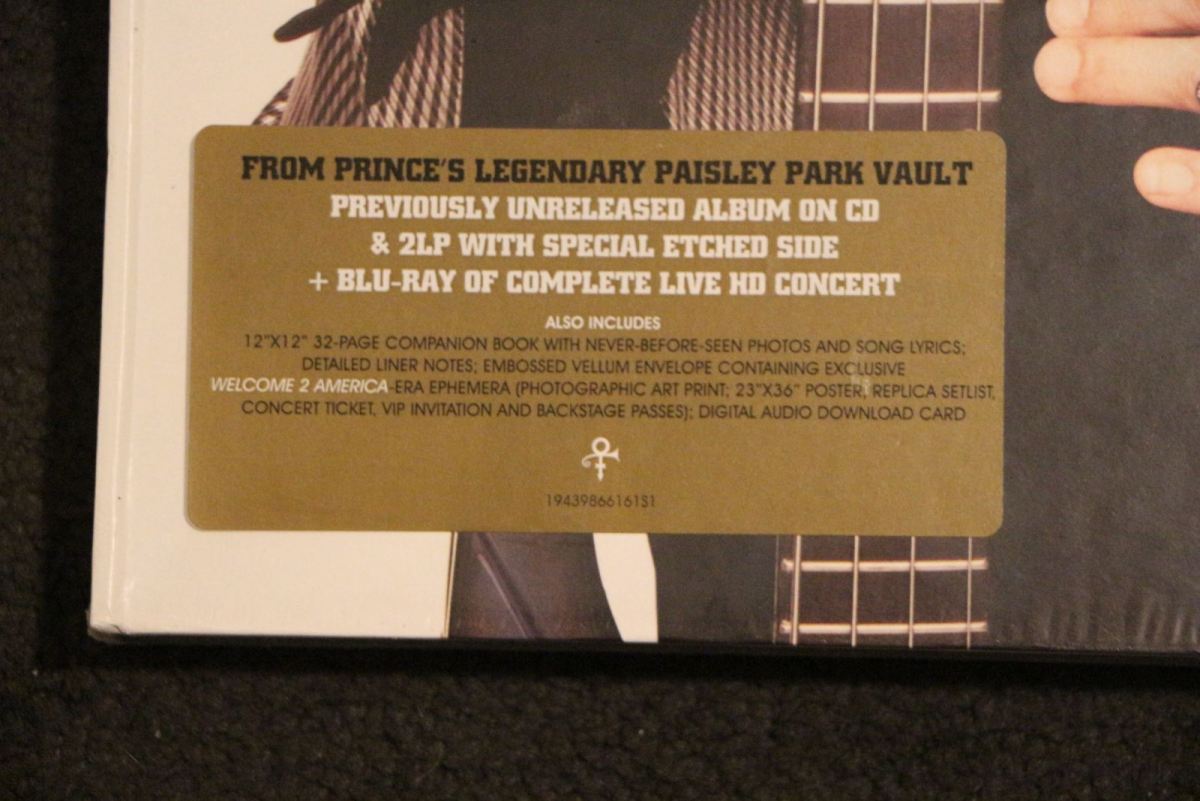 FROM PRINCE'S LEGENDARY PAISLEY PARK VAULT
PREVIOUSLY UNRELEASED ALBUM ON CD
& 2LP WITH SPECIAL ETCHED SIDE
+ BLU-RAY OF COMPLETE LIVE HD CONCERT
ALSO INCLUDES
12"X12" 32-PAGE COMPANION BOOK WITH NEVER-BEFORE-SEEN PHOTOS AND SONG LYRICS;
DETAILED LINER NOTES; EMBOSSED VELLUM ENVELOPE CONTAINING EXCLUSIVE
WELCOME 2 AMERICA-ERA EPHEMERA (PHOTOGRAPHIC ART PRINT; 23"X36" POSTER, REPLICA SETLIST,
CONCERT TICKET, VIP INVITATION AND BACKSTAGE PASSES); DIGITAL AUDIO DOWNLOAD CARD
19439866161S1